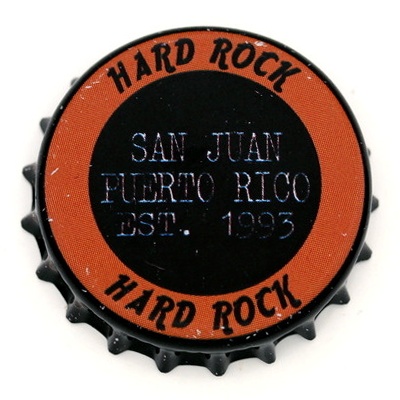 HARD ROCK
SAN JUAN
PUERTO RICO
EST. 1993
HARD ROCK